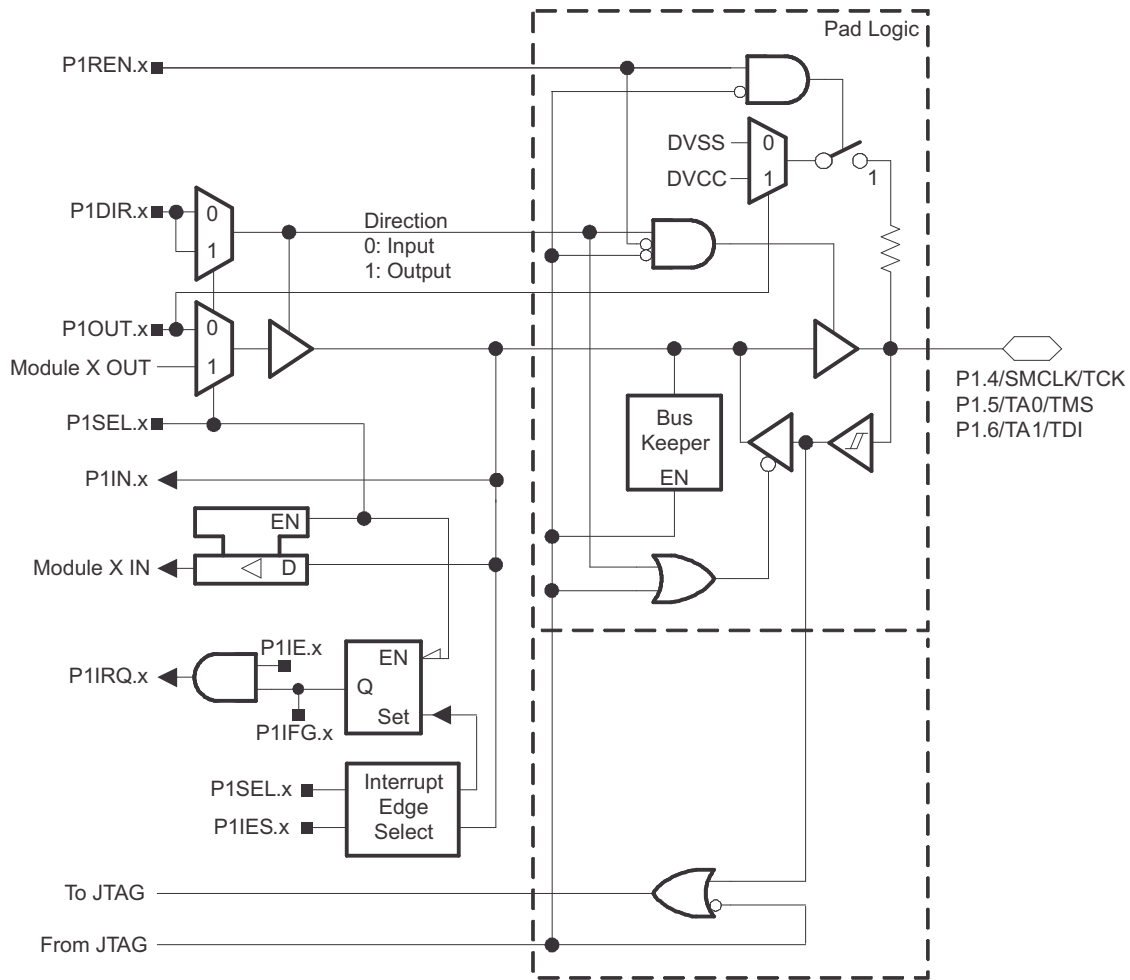 Pad Logic
P1REN.x
DVSS
0
DVCC
1
1
P1DIR.x
0
1
Direction
0: Input
1: Output
P1OUT.x
0
Module X OUT
1
P1.4/SMCLK/TCK
P1.5/TA0/TMS
P1.6/TA1/TDI
P1SEL.x
Bus
Keeper
EN
P1IN.x
EN
Module X IN
D
P1IE.x
P1IRQ.x
EN
Q
Set
P1IFG.x
P1SEL.x
P1IES.x
Interrupt
Edge
Select
To JTAG
From JTAG